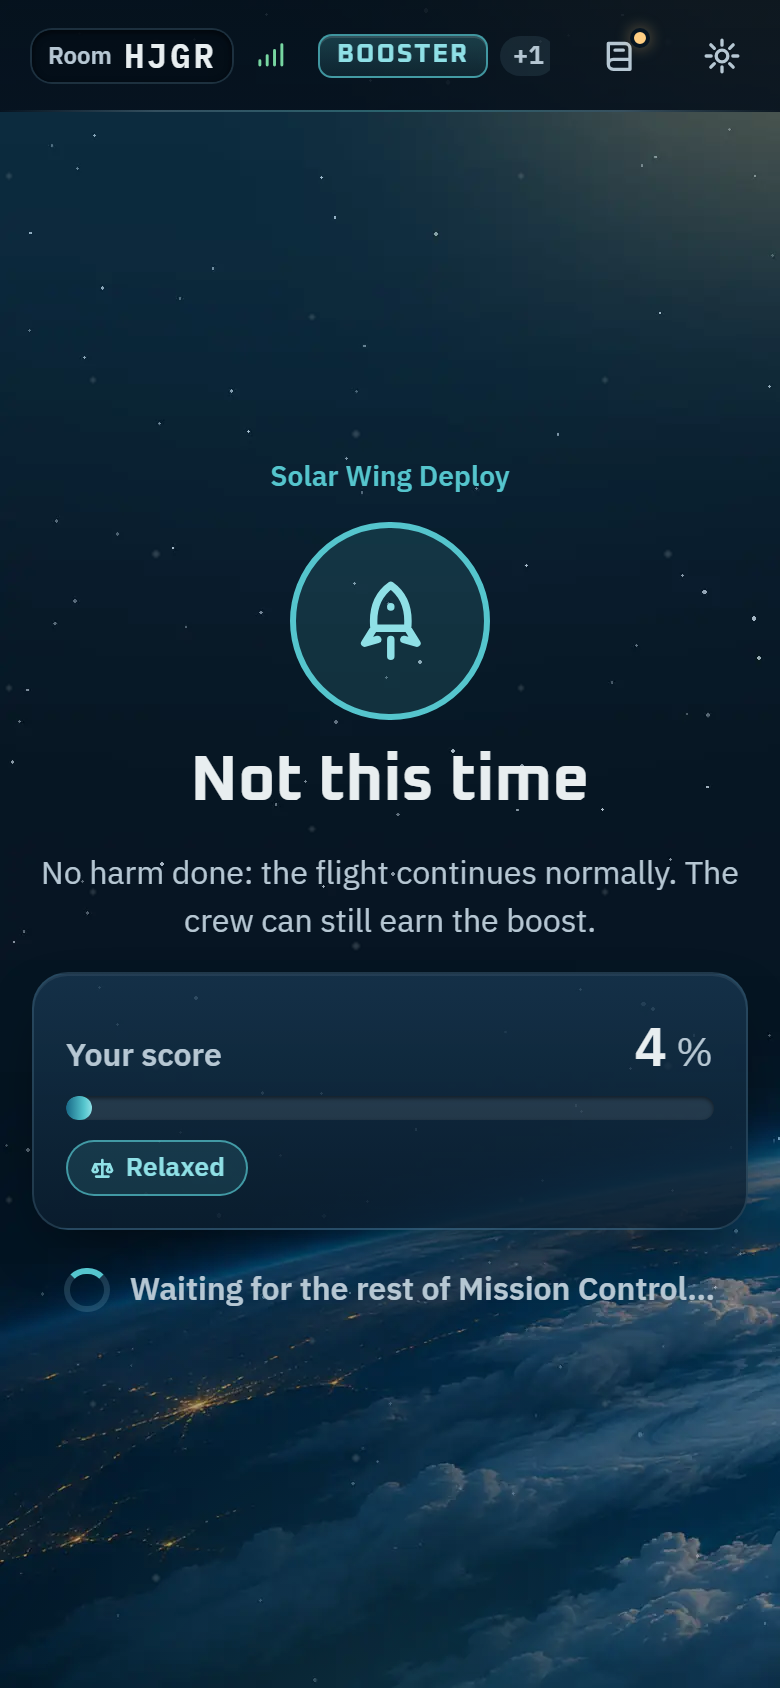 Room HJGR BOOSTER +1
Solar Wing Deploy
Not this time
No harm done: the flight continues normally. The
crew can still earn the boost.
Your score 4 %
Relaxed
Waiting for the rest of Mission Control...